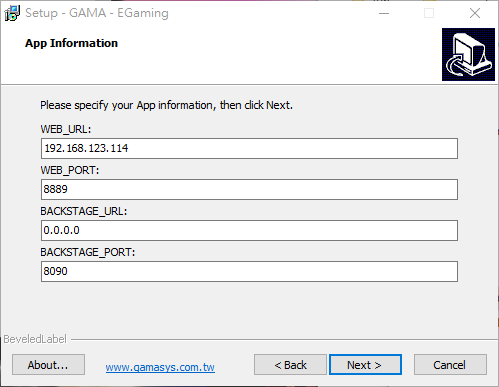 Setup - GAMA - EGaming
App Information
Please specify your App information, then click Next.
WEB_URL:
192.168.123.114
WEB_PORT:
8889
BACKSTAGE_URL:
0.0.0.0
BACKSTAGE_PORT:
8090
BeveledLabel
About... www.gamasys.com.tw < Back Next > Cancel